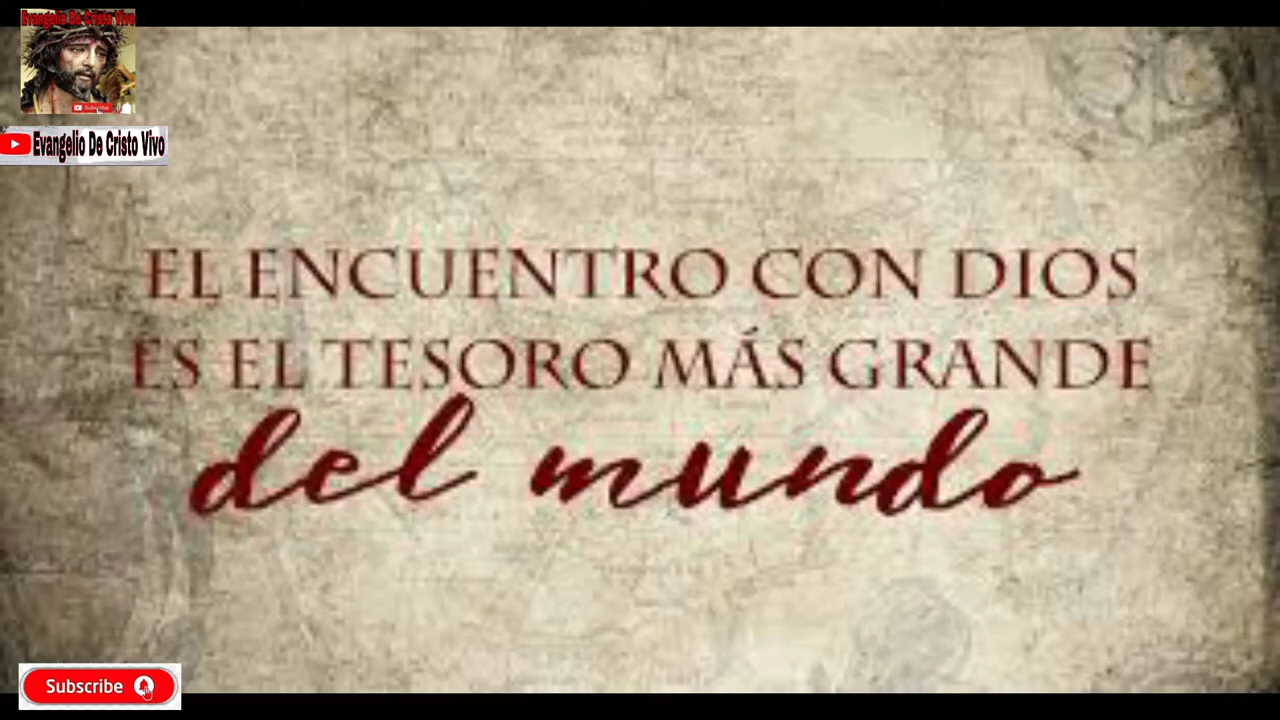 Evangelio De Cristo Vivo
Subscribe
Evangelio De Cristo Vivo
EL ENCUENTRO CON DIOS
ES EL TESORO MÁS GRANDE
del mundo
Subscribe